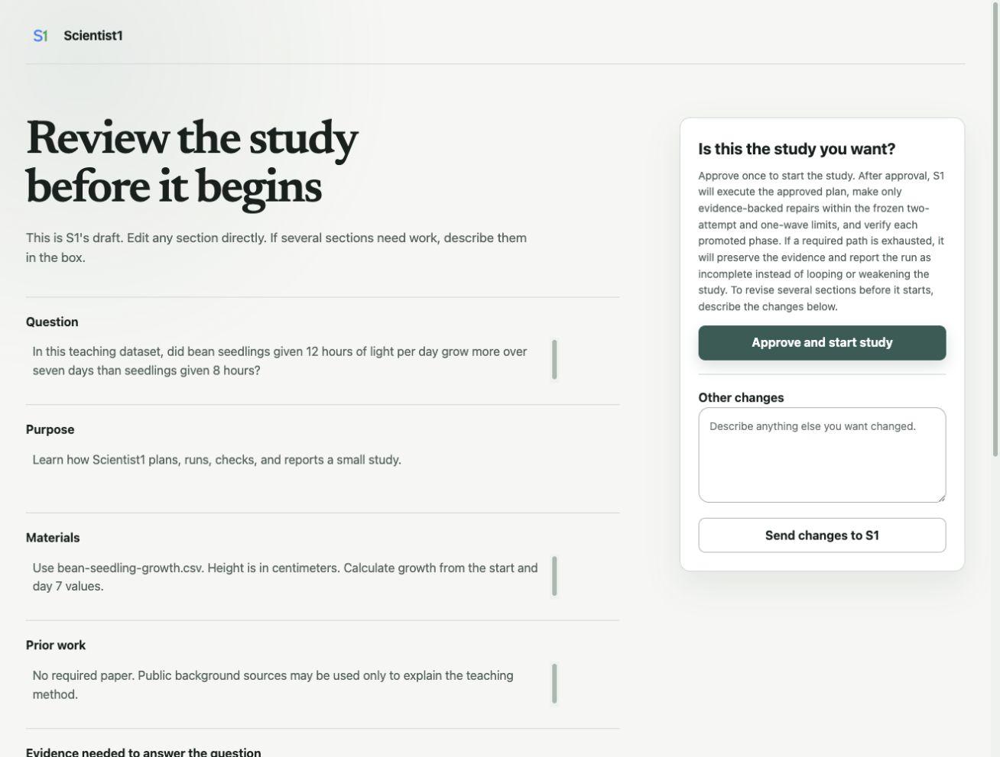 S1 Scientist1
Review the study
before it begins
This is S1's draft. Edit any section directly. If several sections need work, describe them
in the box.
Question
In this teaching dataset, did bean seedlings given 12 hours of light per day grow more over
seven days than seedlings given 8 hours?
Purpose
Learn how Scientist1 plans, runs, checks, and reports a small study.
Materials
Use bean-seedling-growth.csv. Height is in centimeters. Calculate growth from the start and
day 7 values.
Prior work
No required paper. Public background sources may be used only to explain the teaching
method.
Evidence needed to answer the question
Is this the study you want?
Approve once to start the study. After approval, S1
will execute the approved plan, make only
evidence-backed repairs within the frozen two-
attempt and one-wave limits, and verify each
promoted phase. If a required path is exhausted, it
will preserve the evidence and report the run as
incomplete instead of looping or weakening the
study. To revise several sections before it starts,
describe the changes below.
Approve and start study
Other changes
Describe anything else you want changed.
Send changes to S1